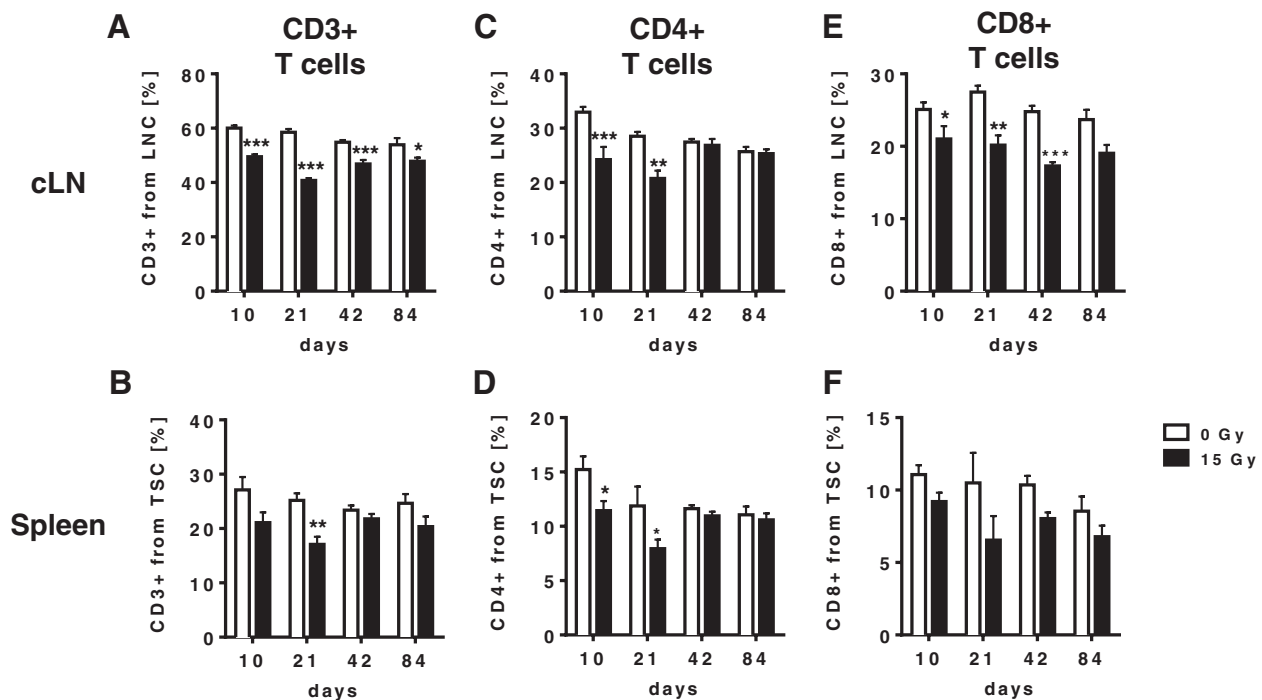 A
CD3+
T cells
C
CD4+
T cells
E
CD8+
T cells
cLN
CD3+ from LNC [%]
80
60
40
20
0
***
***
***
*
10 21 42 84
days
CD4+ from LNC [%]
40
30
20
10
0
***
**
10 21 42 84
days
CD8+ from LNC [%]
30
20
10
0
*
**
***
10 21 42 84
days
B
D
F
Spleen
CD3+ from TSC [%]
40
30
20
10
0
**
10 21 42 84
days
CD4+ from TSC [%]
20
15
10
5
0
*
*
10 21 42 84
days
CD8+ from TSC [%]
15
10
5
0
10 21 42 84
days
0 Gy
15 Gy